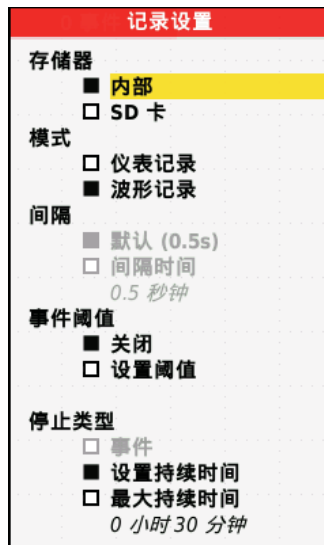 0 事件 记录设置
存储器
内部
SD 卡
模式
仪表记录
波形记录
间隔
默认 (0.5s)
间隔时间
0.5 秒钟
事件阈值
关闭
设置阈值
停止类型
事件
设置持续时间
最大持续时间
0 小时 30 分钟